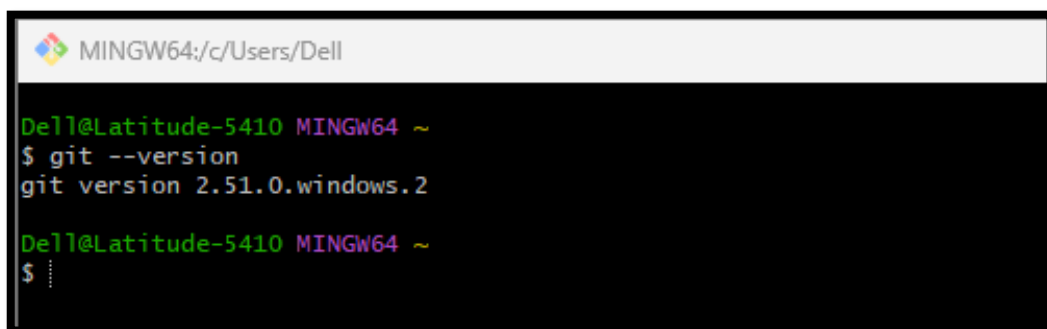 MINGW64:/c/Users/Dell
Dell@Latitude-5410 MINGW64 ~
$ git --version
git version 2.51.0.windows.2
Dell@Latitude-5410 MINGW64 ~
$